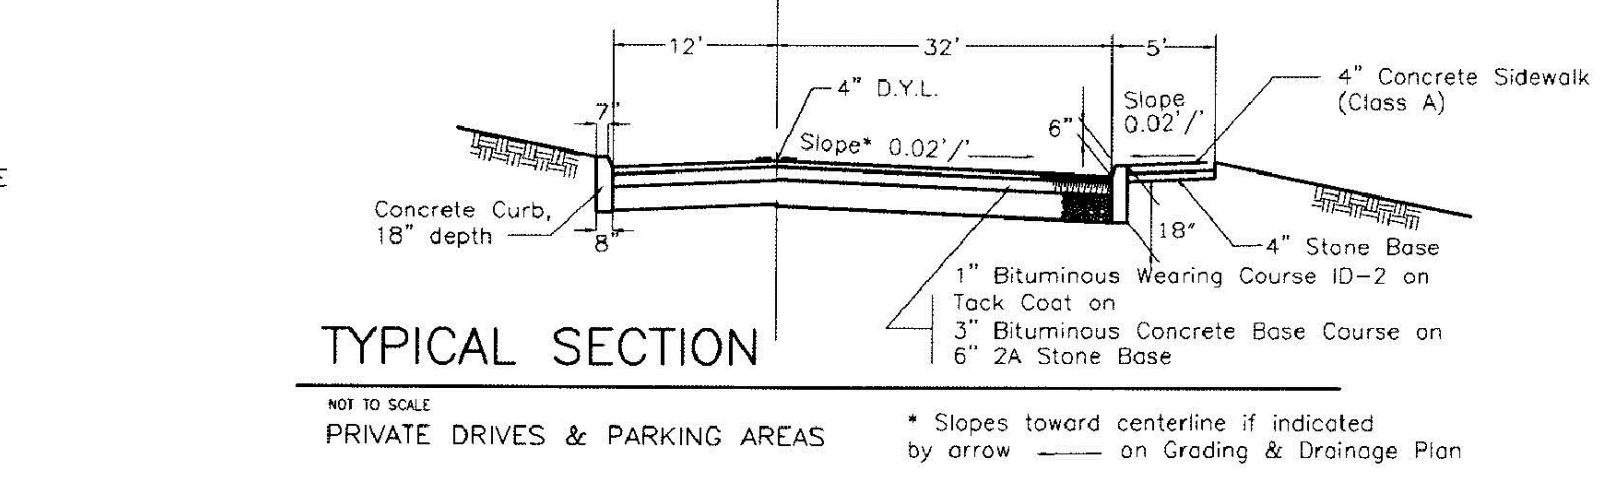 12'
32'
5'
4" Concrete Sidewalk
(Class A)
4" D.Y.L.
Slope
0.02'/'
7"
6"
Slope* 0.02'/'
Concrete Curb,
18" depth
8"
18"
4" Stone Base
1" Bituminous Wearing Course ID-2 on
Tack Coat on
3" Bituminous Concrete Base Course on
6" 2A Stone Base
TYPICAL SECTION
NOT TO SCALE
PRIVATE DRIVES & PARKING AREAS
* Slopes toward centerline if indicated
by arrow —— on Grading & Drainage Plan